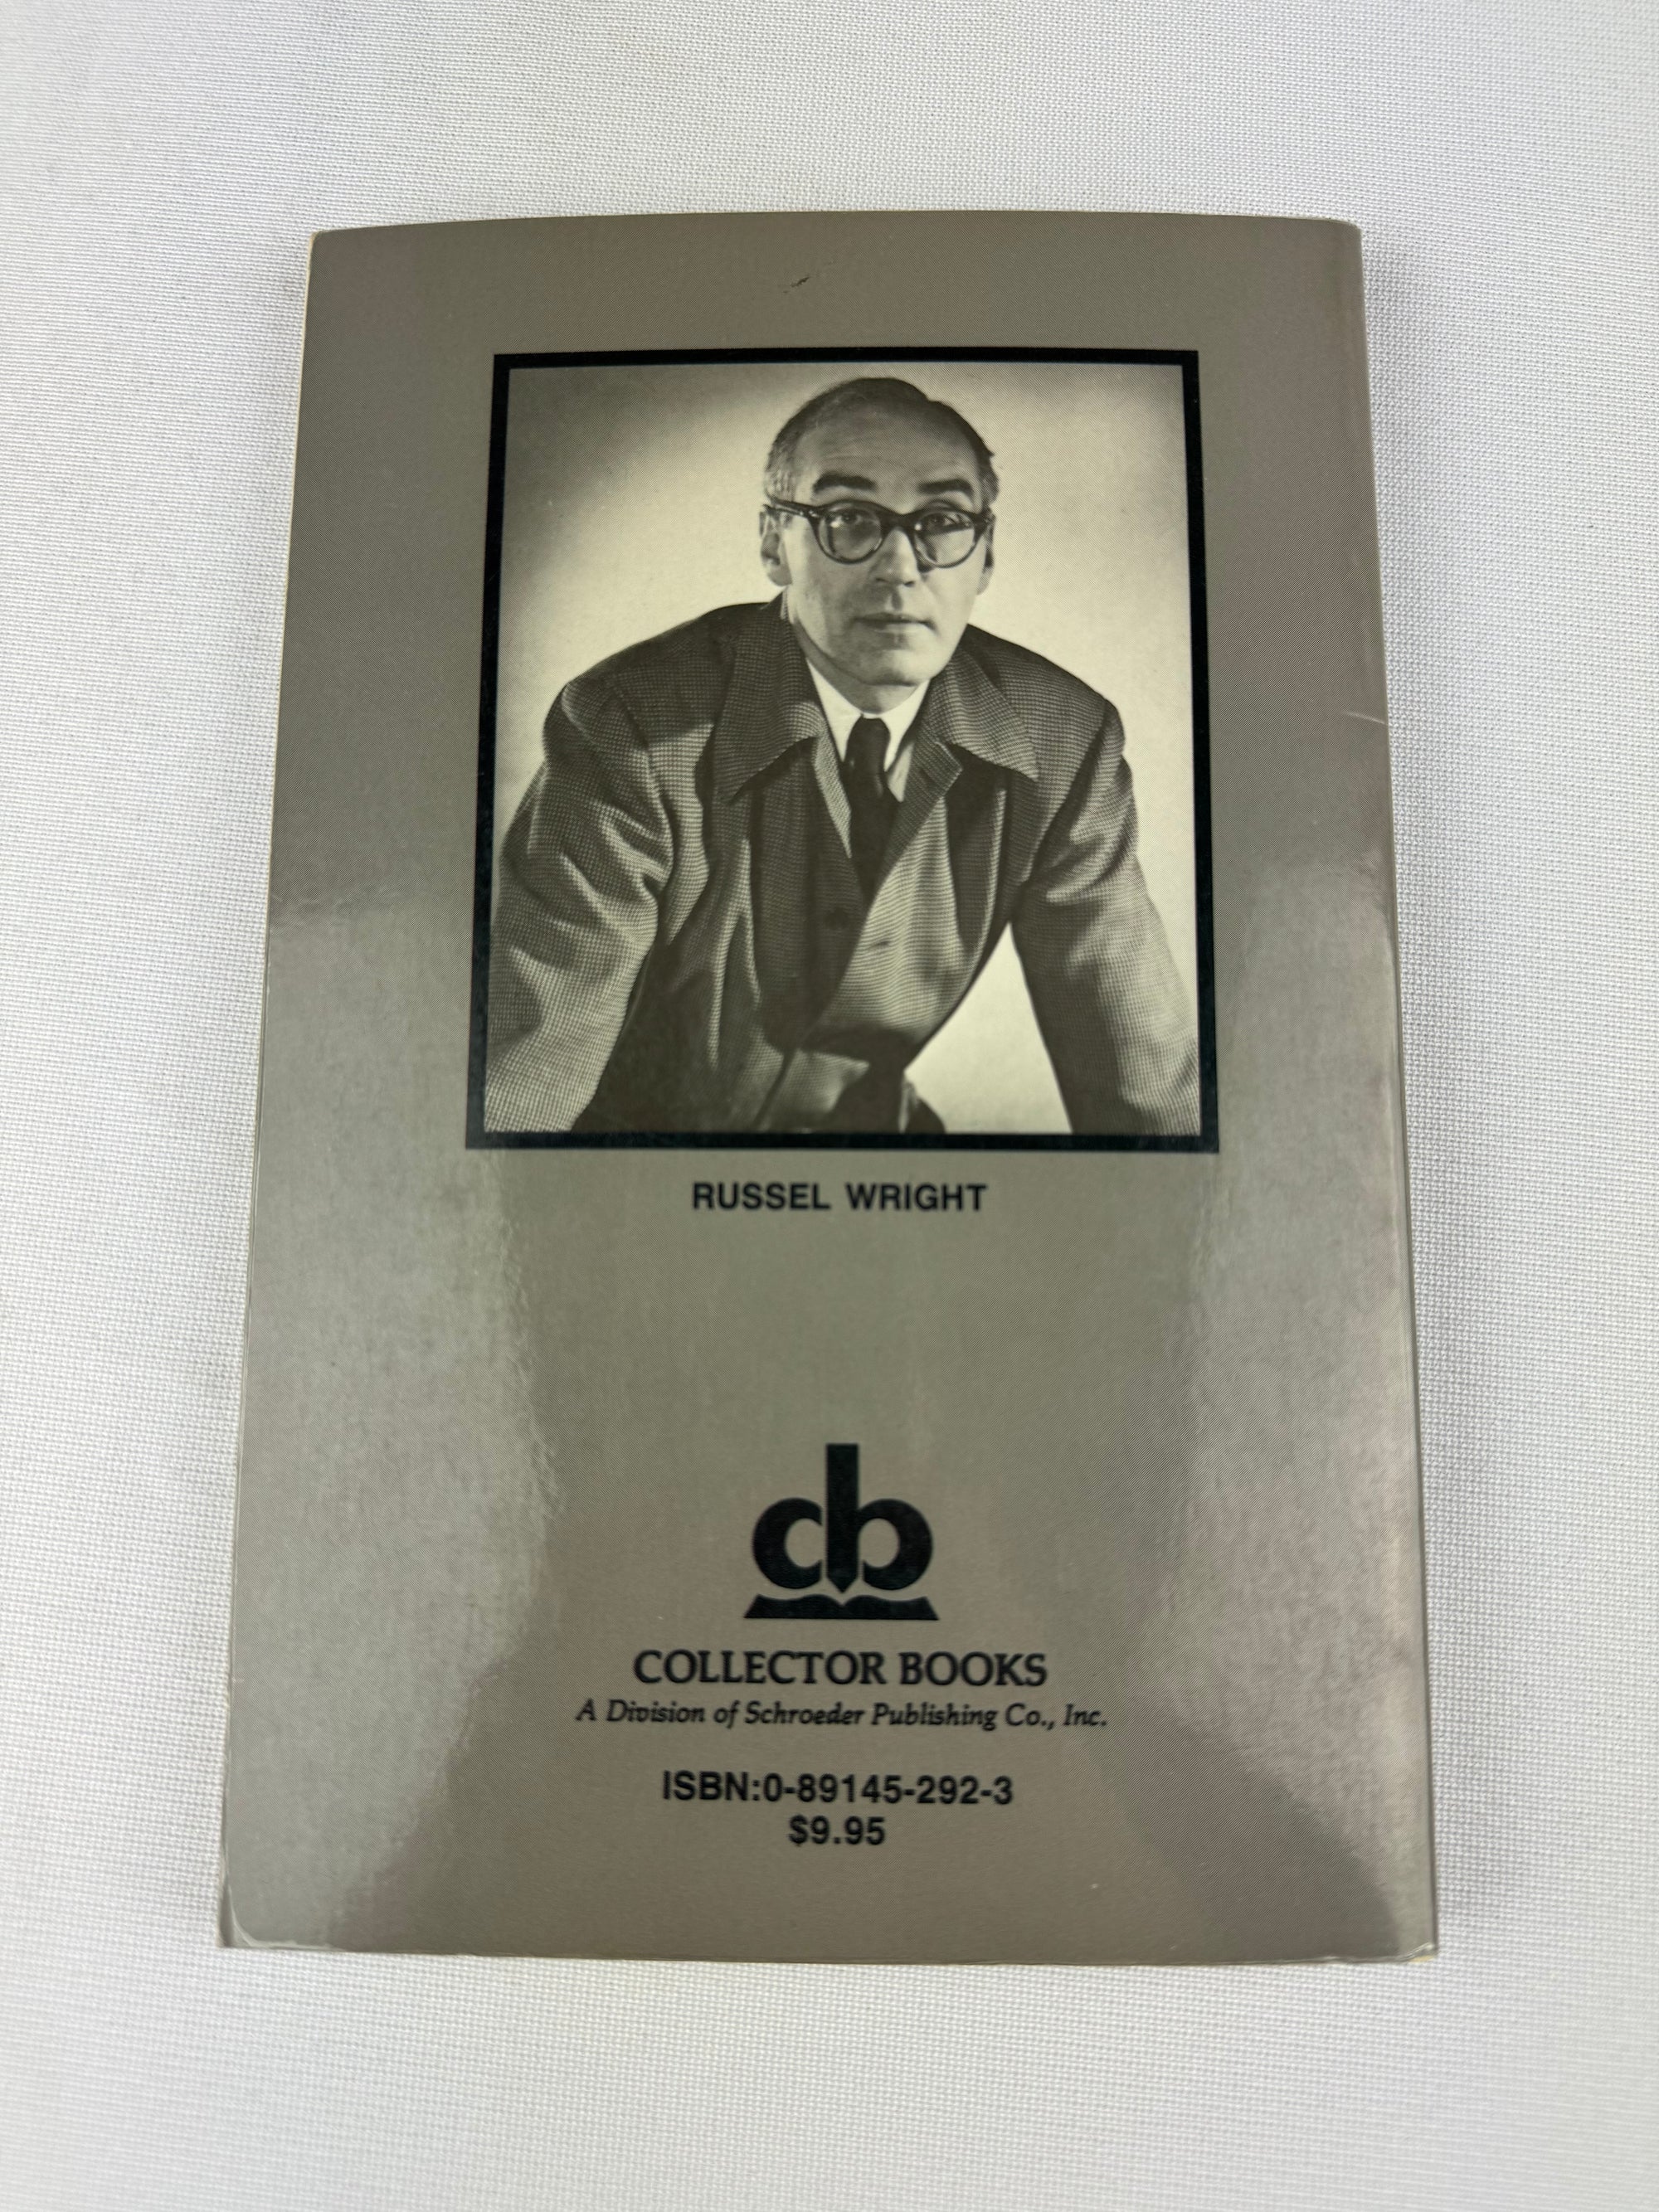 RUSSEL WRIGHT
cb
COLLECTOR BOOKS
A Division of Schroeder Publishing Co., Inc.
ISBN:0-89145-292-3
$9.95